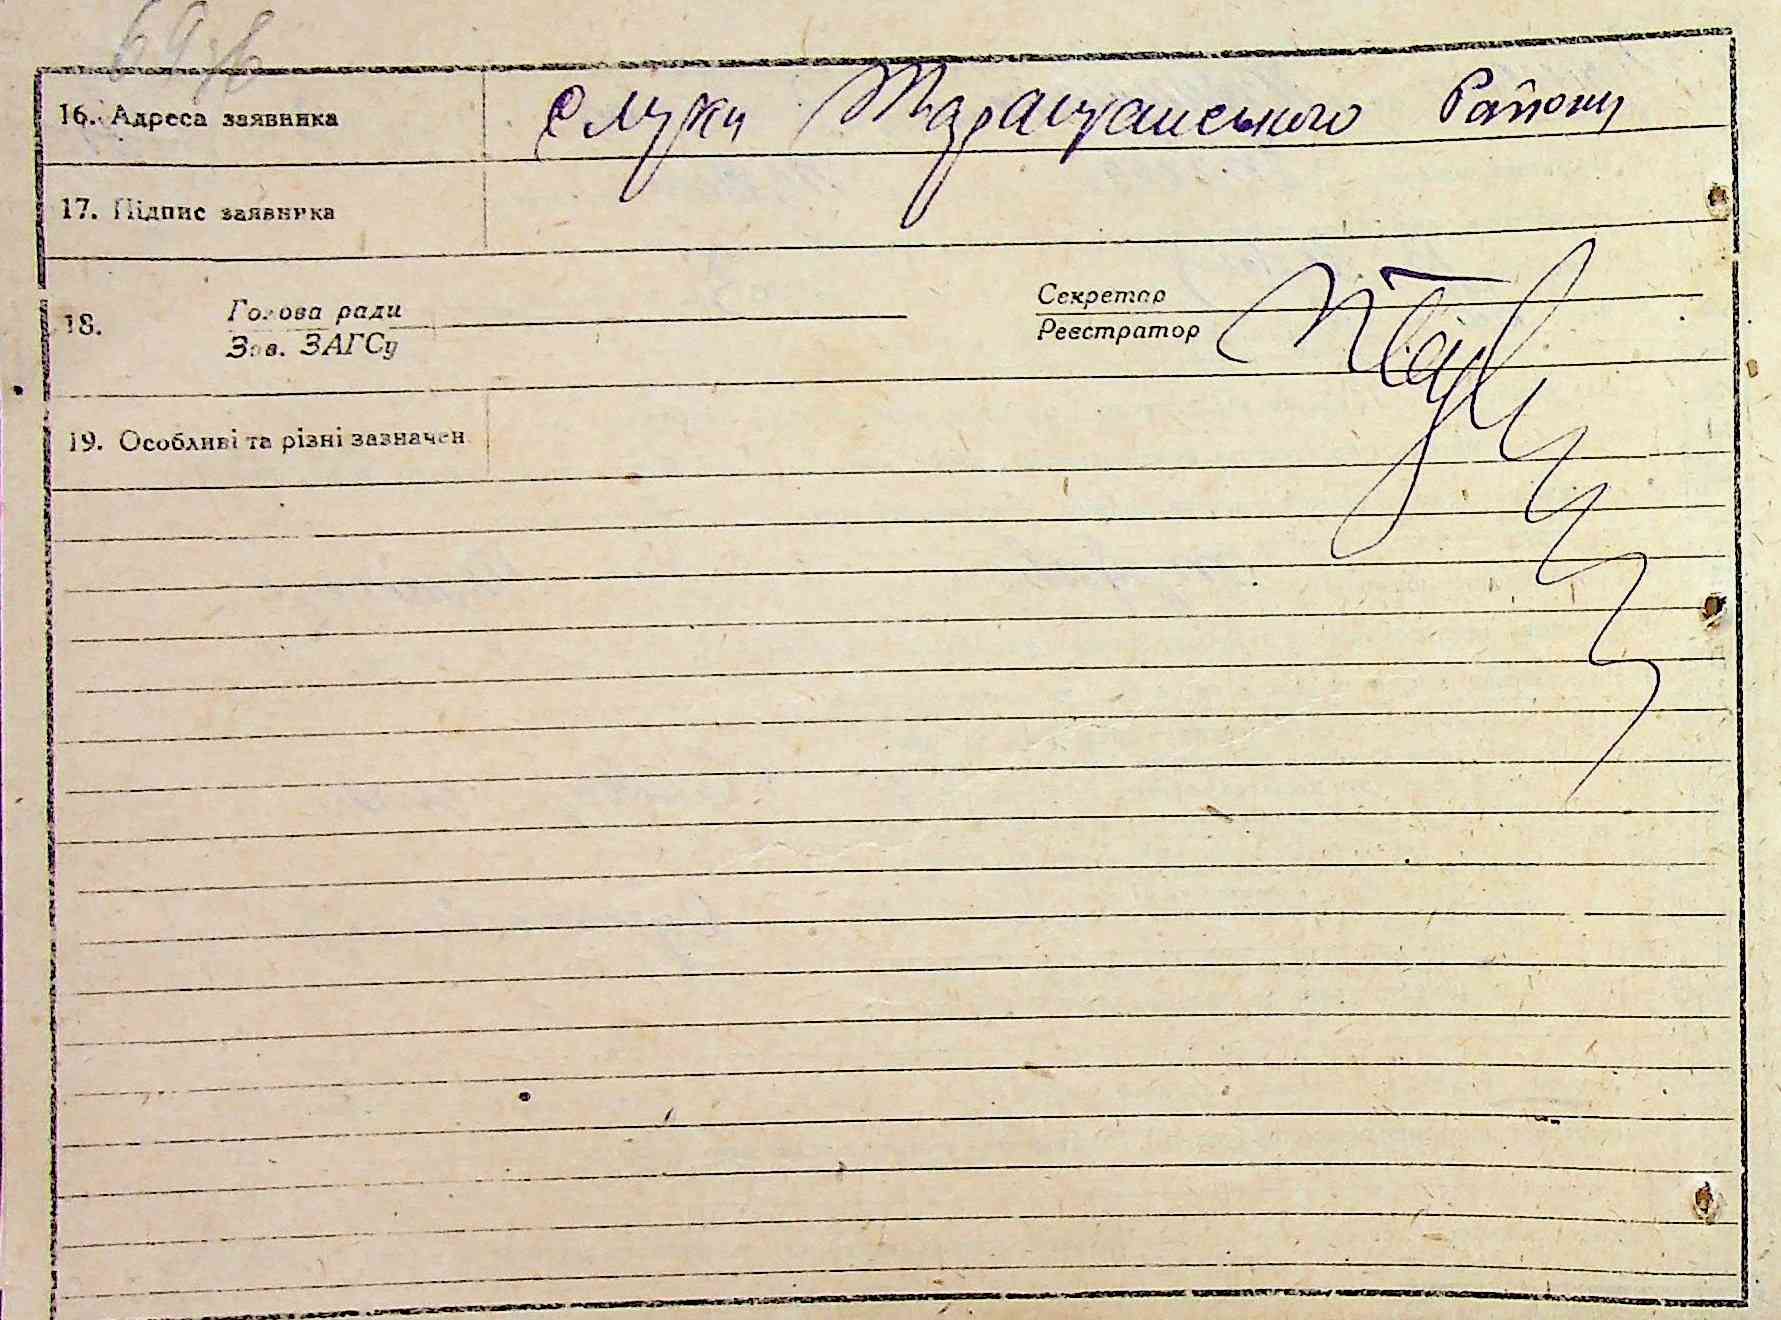 69 зв
16. Адреса заявника с Луки Таращанського Району
17. Підпис заявника
18. Голова ради
Зав. ЗАГСу
Секретар
Реєстратор
19. Особливі та різні зазначен